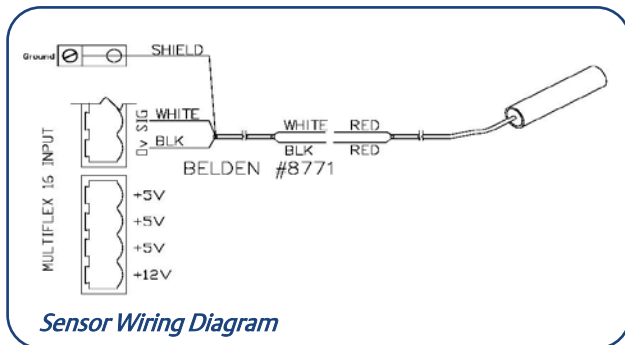 Ground SHIELD
SIG WHITE WHITE RED
0v BLK BLK RED
BELDEN #8771
MULTIFLEX 16 INPUT
+5V
+5V
+5V
+12V
Sensor Wiring Diagram